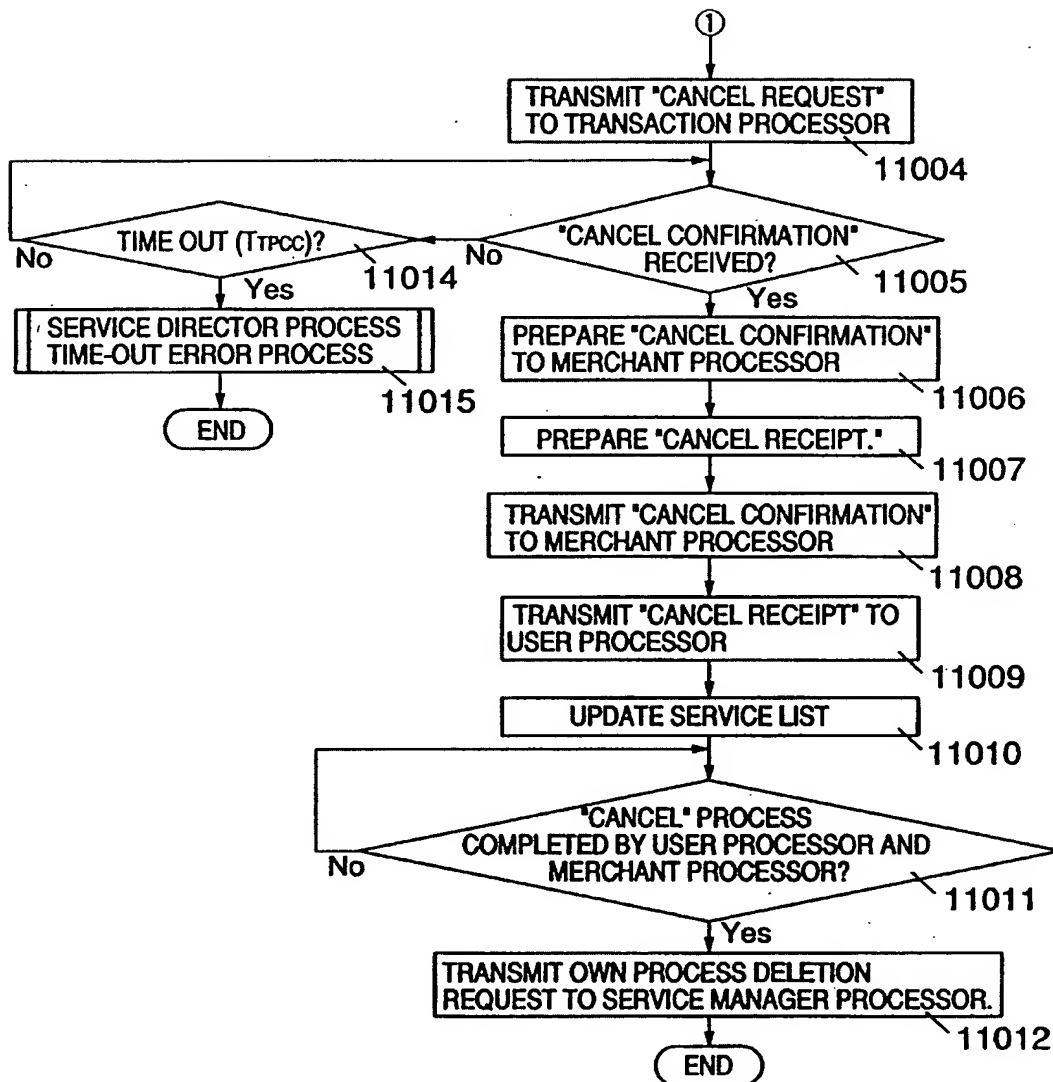 1
TRANSMIT "CANCEL REQUEST"
TO TRANSACTION PROCESSOR
11004
TIME OUT (TTPCC)?
No
11014
Yes
"CANCEL CONFIRMATION"
RECEIVED?
No
11005
Yes
SERVICE DIRECTOR PROCESS
TIME-OUT ERROR PROCESS
11015
END
PREPARE "CANCEL CONFIRMATION"
TO MERCHANT PROCESSOR
11006
PREPARE "CANCEL RECEIPT."
11007
TRANSMIT "CANCEL CONFIRMATION"
TO MERCHANT PROCESSOR
11008
TRANSMIT "CANCEL RECEIPT" TO
USER PROCESSOR
11009
UPDATE SERVICE LIST
11010
"CANCEL" PROCESS
COMPLETED BY USER PROCESSOR AND
MERCHANT PROCESSOR?
No
11011
Yes
TRANSMIT OWN PROCESS DELETION
REQUEST TO SERVICE MANAGER PROCESSOR.
11012
END